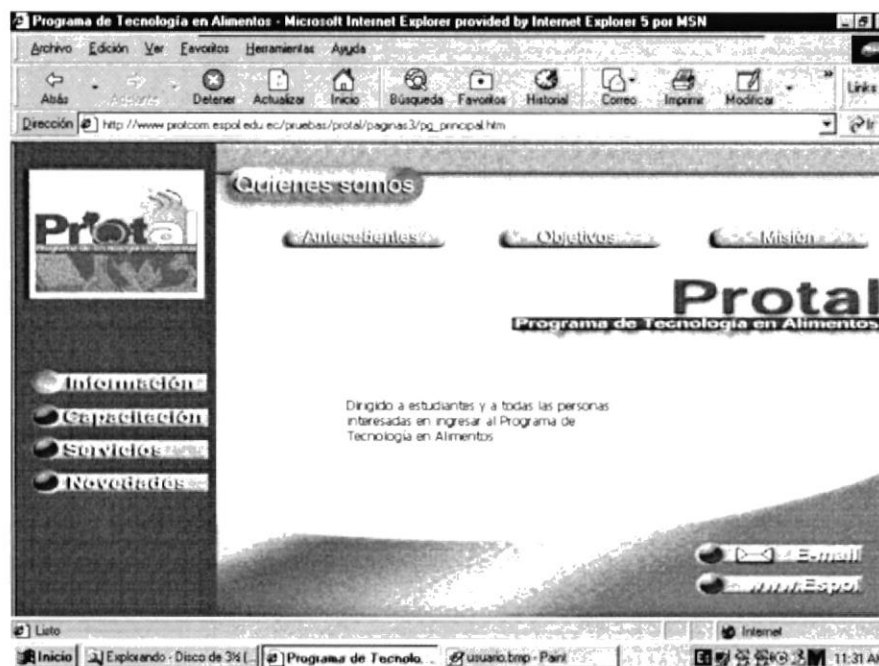 Programa de Tecnología en Alimentos - Microsoft Internet Explorer provided by Internet Explorer 5 por MSN
Archivo Edición Ver Favoritos Herramientas Ayuda
Atrás Adelante Detener Actualizar Inicio Búsqueda Favoritos Historial Correo Imprimir Modificar » Links
Dirección http://www.protcom.espol.edu.ec/pruebas/protal/paginas3/pg_principal.htm Ir
Quienes somos
Protal
Antecedentes Objetivos Misión
Protal
Programa de Tecnología en Alimentos
Información
Capacitación
Servicios
Novedades
Dirigido a estudiantes y a todas las personas
interesadas en ingresar al Programa de
Tecnología en Alimentos
E-mail
www.Espol
Listo Internet
Inicio Explorando - Disco de 3½ (... Programa de Tecnolo... usuario.bmp - Paint 11:31 AM